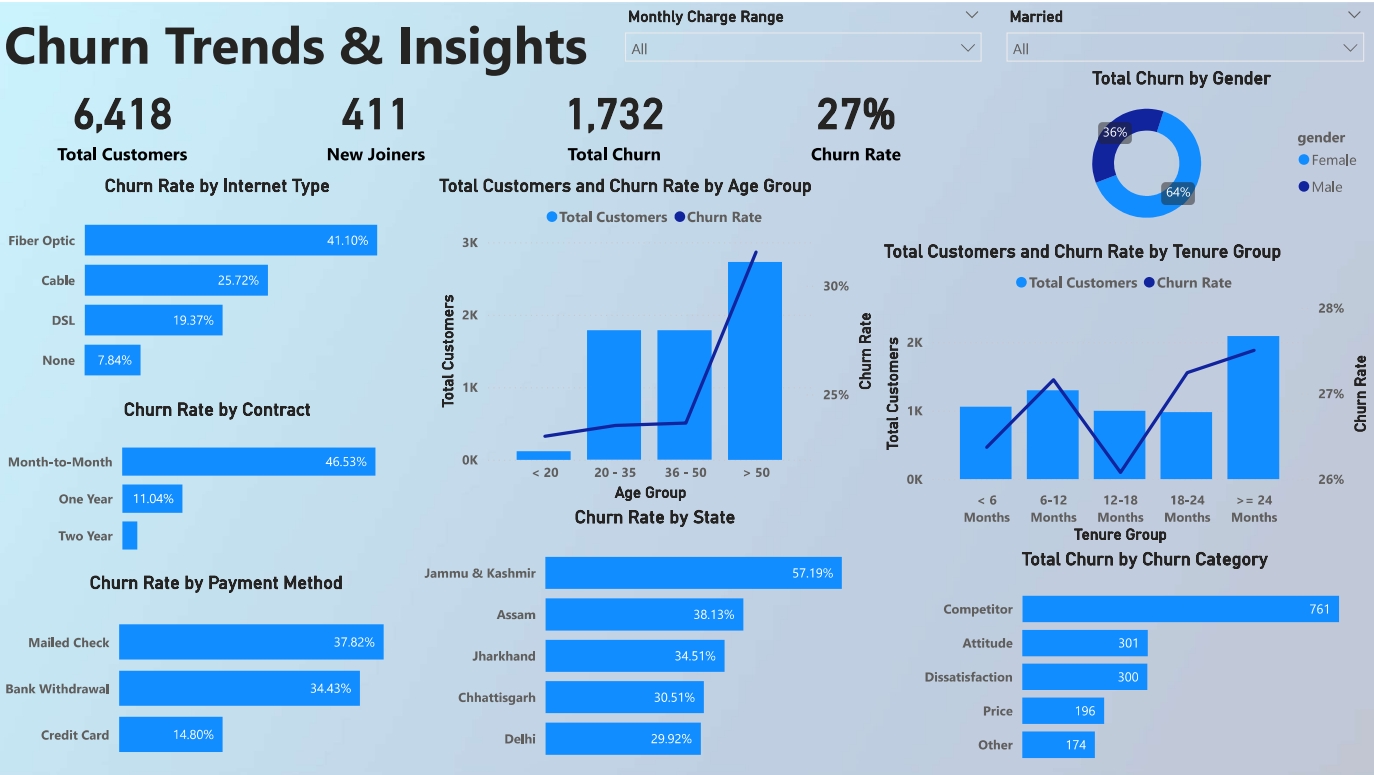 Churn Trends & Insights
Monthly Charge Range
All
Married
All
6,418
Total Customers
411
New Joiners
1,732
Total Churn
27%
Churn Rate
Total Churn by Gender
36%
64%
gender
Female
Male
Churn Rate by Internet Type
Fiber Optic 41.10%
Cable 25.72%
DSL 19.37%
None 7.84%
Churn Rate by Contract
Month-to-Month 46.53%
One Year 11.04%
Two Year
Churn Rate by Payment Method
Mailed Check 37.82%
Bank Withdrawal 34.43%
Credit Card 14.80%
Total Customers and Churn Rate by Age Group
Total Customers Churn Rate
Total Customers
3K
2K
1K
0K
30%
25%
Churn Rate
< 20 20 - 35 36 - 50 > 50
Age Group
Churn Rate by State
Jammu & Kashmir 57.19%
Assam 38.13%
Jharkhand 34.51%
Chhattisgarh 30.51%
Delhi 29.92%
Total Customers and Churn Rate by Tenure Group
Total Customers Churn Rate
Total Customers
2K
1K
0K
28%
27%
26%
Churn Rate
< 6 6-12 12-18 18-24 >= 24
Months Months Months Months Months
Tenure Group
Total Churn by Churn Category
Competitor 761
Attitude 301
Dissatisfaction 300
Price 196
Other 174